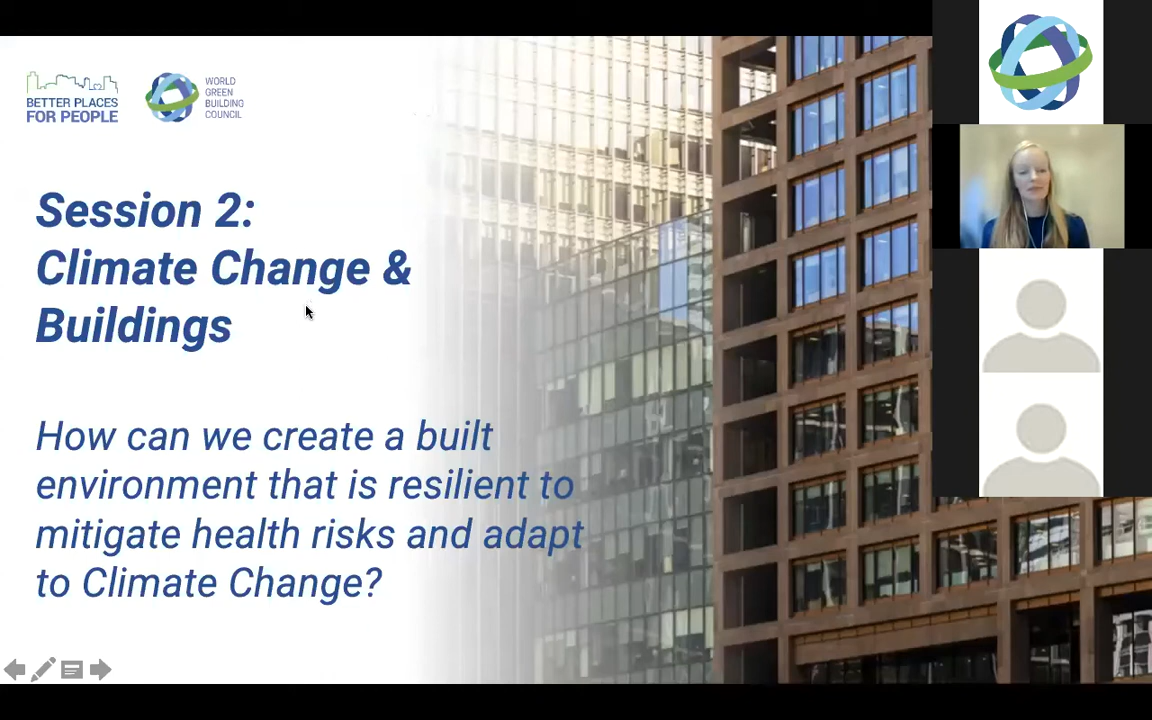 BETTER PLACES
FOR PEOPLE
WORLD
GREEN
BUILDING
COUNCIL
Session 2:
Climate Change &
Buildings
How can we create a built
environment that is resilient to
mitigate health risks and adapt
to Climate Change?